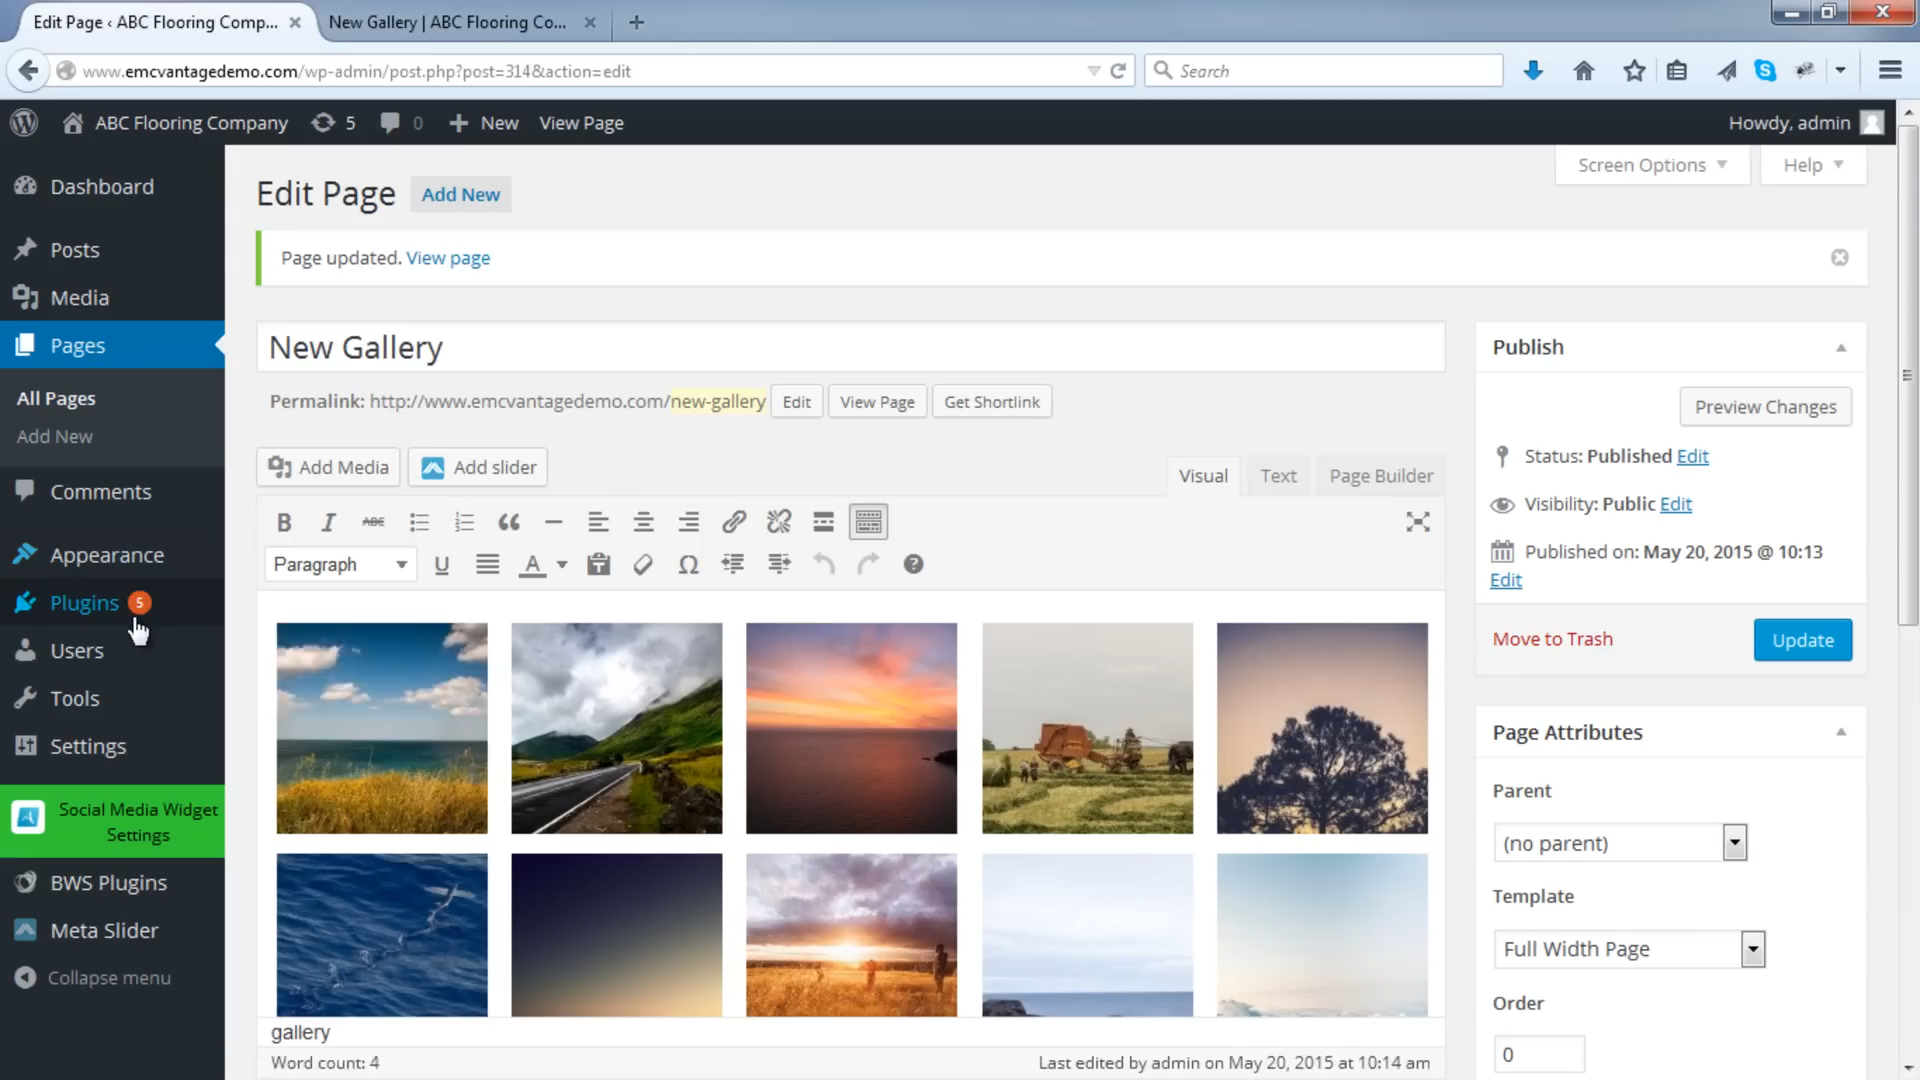 Edit Page ‹ ABC Flooring Comp...
New Gallery | ABC Flooring Co...
www.emcvantagedemo.com/wp-admin/post.php?post=314&action=edit
Search
ABC Flooring Company
5
0
New
View Page
Howdy, admin
Dashboard
Posts
Media
Pages
All Pages
Add New
Comments
Appearance
Plugins 5
Users
Tools
Settings
Social Media Widget
Settings
BWS Plugins
Meta Slider
Collapse menu
Screen Options
Help
Edit Page
Add New
Page updated. View page
New Gallery
Permalink: http://www.emcvantagedemo.com/new-gallery
Edit
View Page
Get Shortlink
Add Media
Add slider
Visual
Text
Page Builder
B
I
ABC
Paragraph
U
A
Ω
gallery
Word count: 4
Last edited by admin on May 20, 2015 at 10:14 am
Publish
Preview Changes
Status: Published Edit
Visibility: Public Edit
Published on: May 20, 2015 @ 10:13
Edit
Move to Trash
Update
Page Attributes
Parent
(no parent)
Template
Full Width Page
Order
0